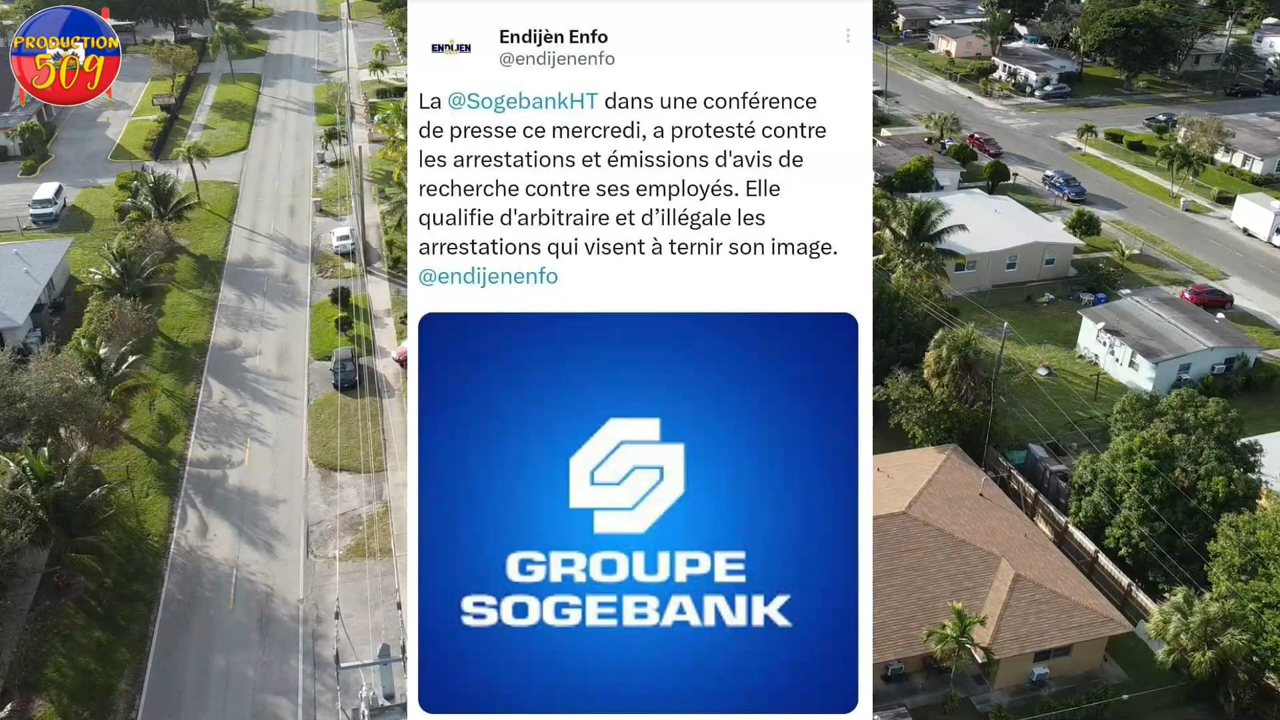 PRODUCTION
509
Endijèn Enfo
@endijenenfo
ENDIJEN
La @SogebankHT dans une conférence
de presse ce mercredi, a protesté contre
les arrestations et émissions d'avis de
recherche contre ses employés. Elle
qualifie d'arbitraire et d’illégale les
arrestations qui visent à ternir son image.
@endijenenfo
GROUPE
SOGEBANK